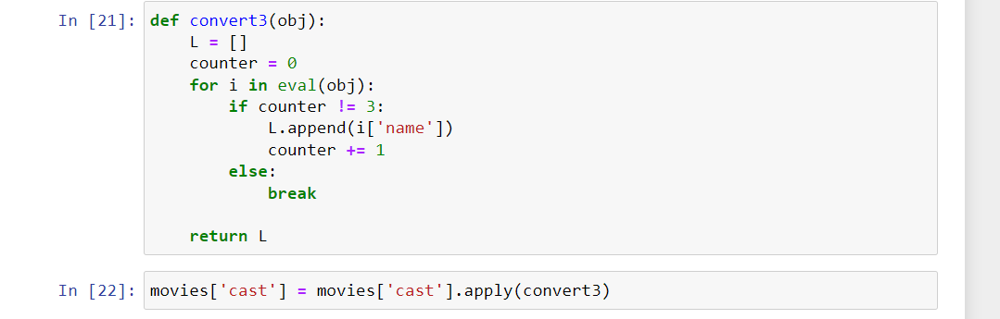 In [21]: def convert3(obj):
    L = []
    counter = 0
    for i in eval(obj):
        if counter != 3:
            L.append(i['name'])
            counter += 1
        else:
            break
    return L
In [22]: movies['cast'] = movies['cast'].apply(convert3)